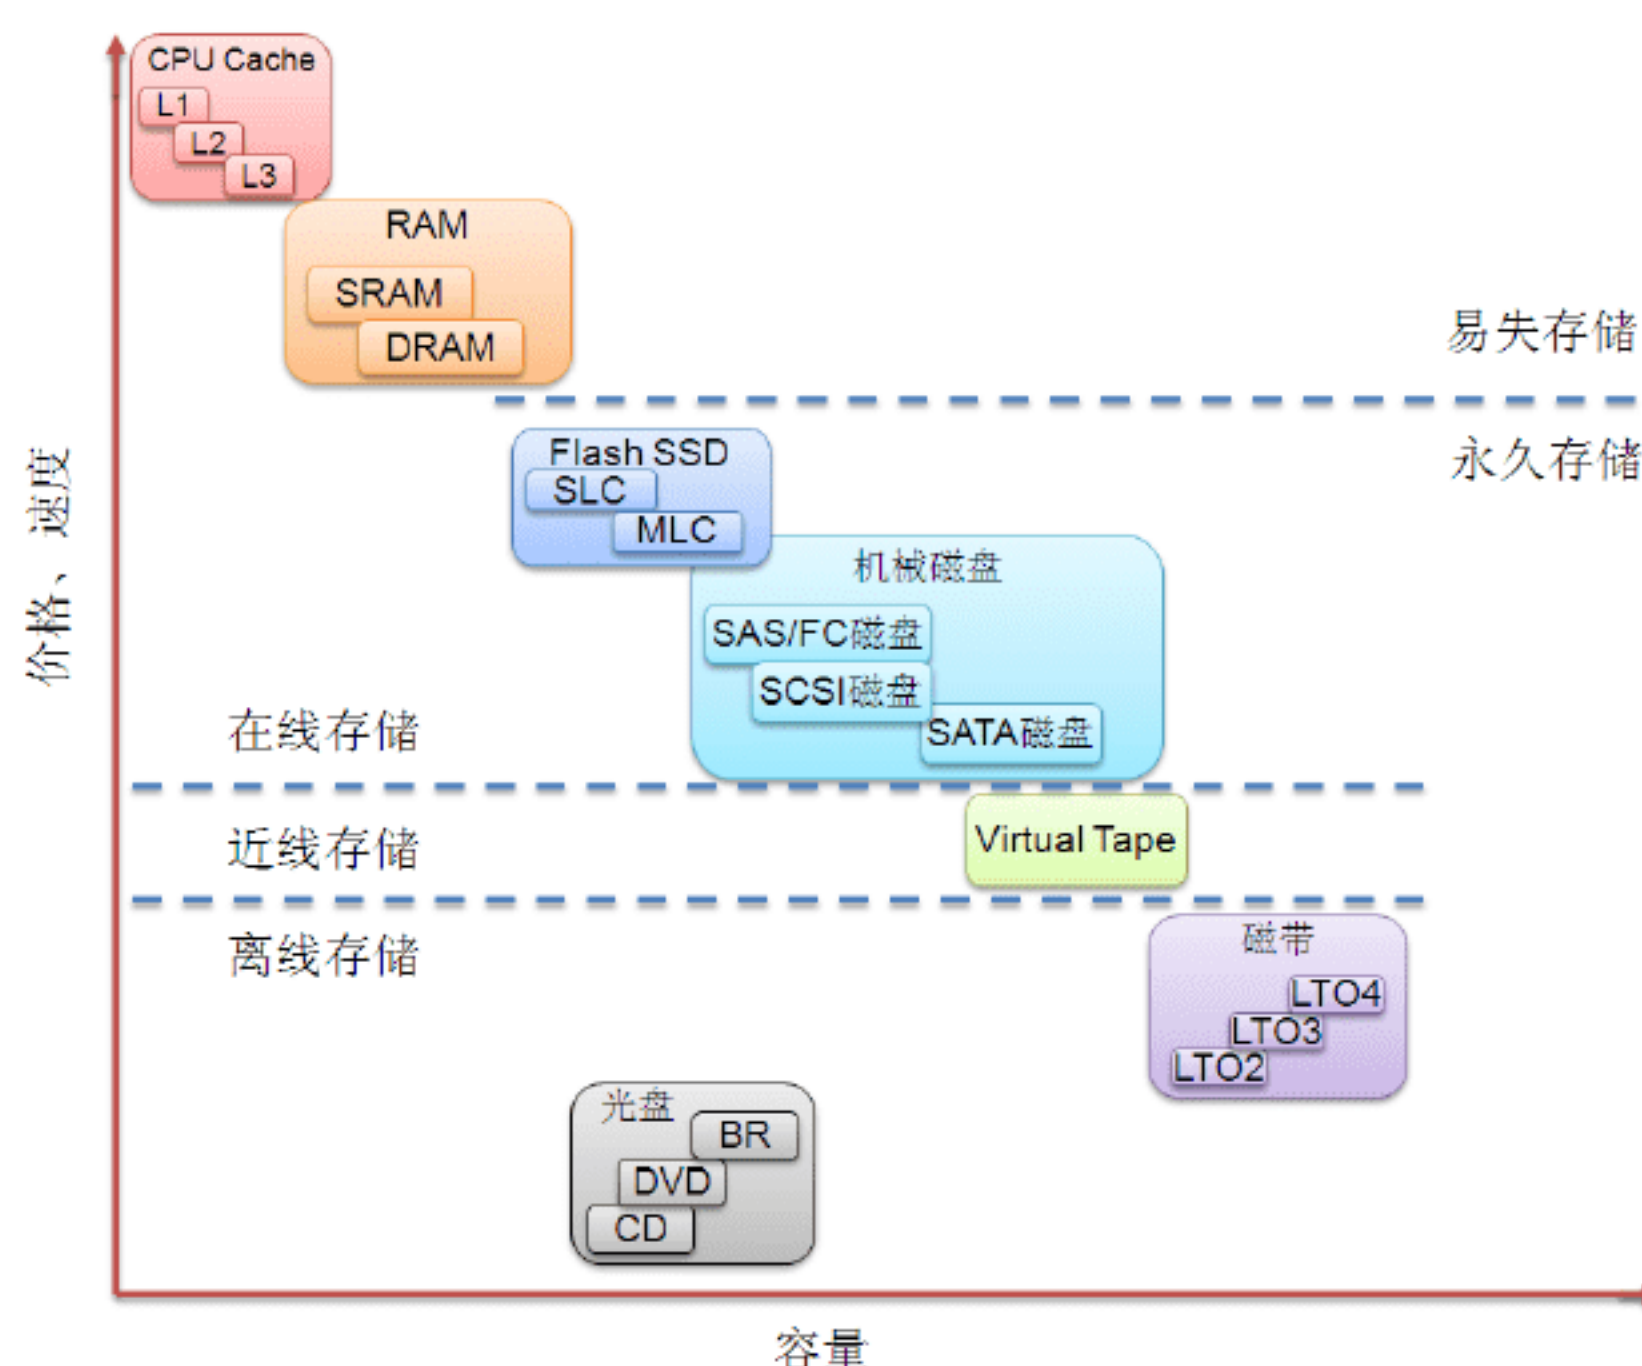 CPU Cache
L1
L2
L3
RAM
SRAM
DRAM
易失存储
永久存储
Flash SSD
SLC
MLC
价格、速度
机械磁盘
SAS/FC磁盘
SCSI磁盘
SATA磁盘
在线存储
近线存储
Virtual Tape
离线存储
磁带
LTO4
LTO3
LTO2
光盘
BR
DVD
CD
容量